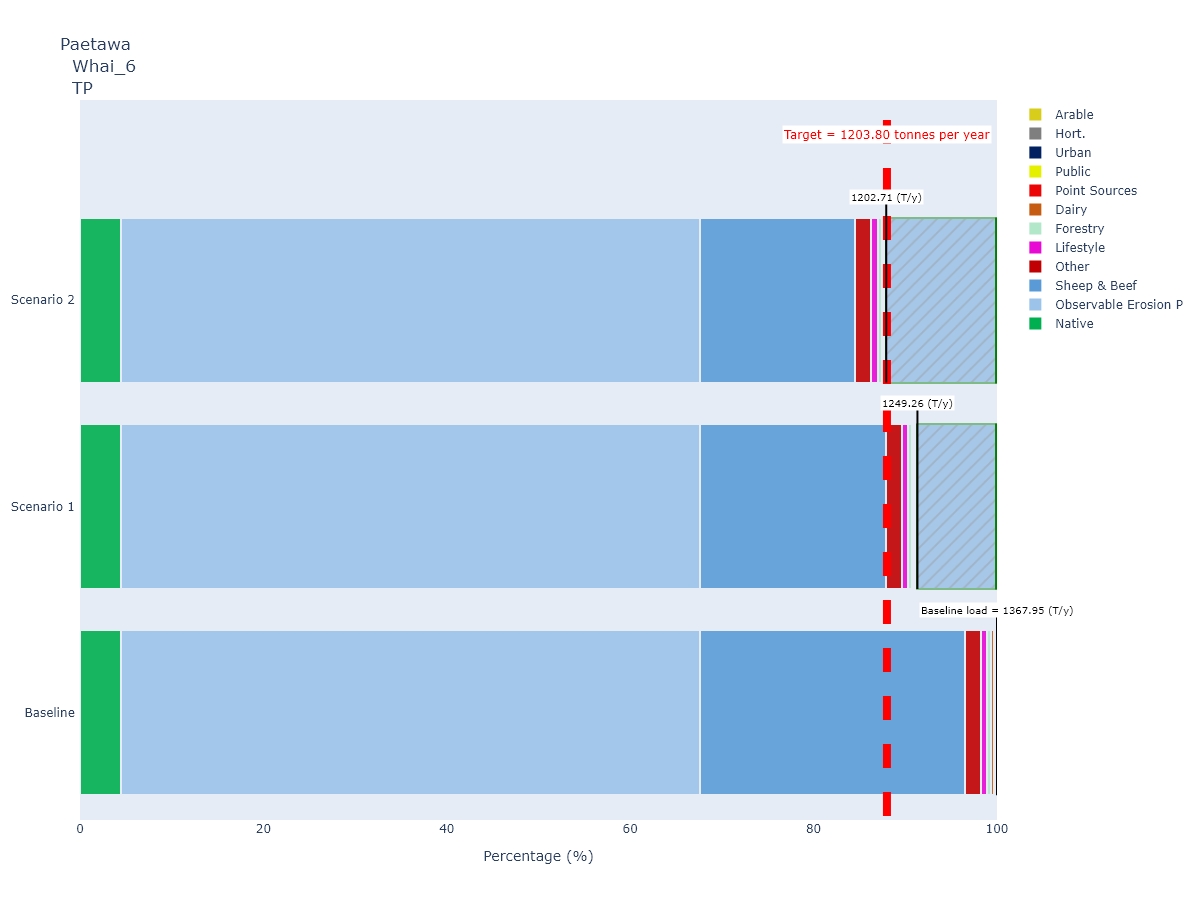 Paetawa
Whai_6
TP
Target = 1203.80 tonnes per year
1202.71 (T/y)
Scenario 2
1249.26 (T/y)
Scenario 1
Baseline load = 1367.95 (T/y)
Baseline
0 20 40 60 80 100
Percentage (%)
Arable
Hort.
Urban
Public
Point Sources
Dairy
Forestry
Lifestyle
Other
Sheep & Beef
Observable Erosion P
Native